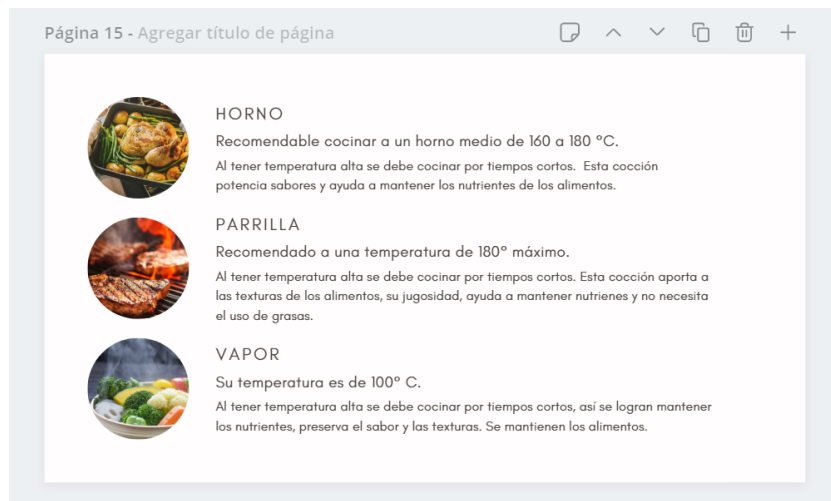 Página 15 - Agregar título de página
HORNO
Recomendable cocinar a un horno medio de 160 a 180 °C.
Al tener temperatura alta se debe cocinar por tiempos cortos. Esta cocción
potencia sabores y ayuda a mantener los nutrientes de los alimentos.
PARRILLA
Recomendado a una temperatura de 180° máximo.
Al tener temperatura alta se debe cocinar por tiempos cortos. Esta cocción aporta a
las texturas de los alimentos, su jugosidad, ayuda a mantener nutrienes y no necesita
el uso de grasas.
VAPOR
Su temperatura es de 100° C.
Al tener temperatura alta se debe cocinar por tiempos cortos, así se logran mantener
los nutrientes, preserva el sabor y las texturas. Se mantienen los alimentos.